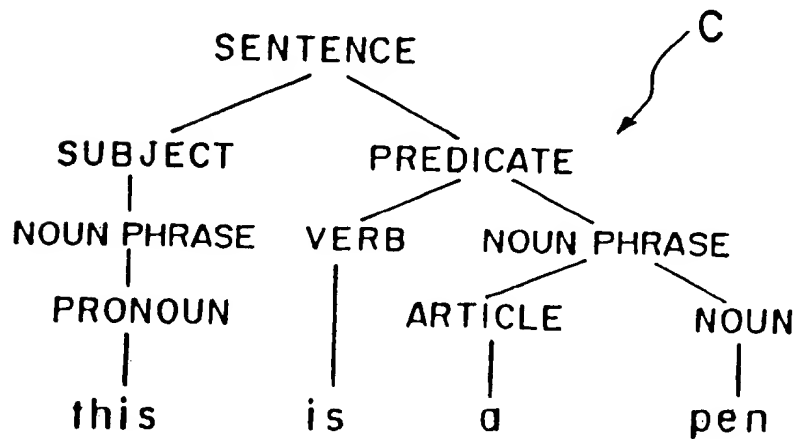 C
SENTENCE
SUBJECT PREDICATE
NOUN PHRASE VERB NOUN PHRASE
PRONOUN ARTICLE NOUN
this is a pen